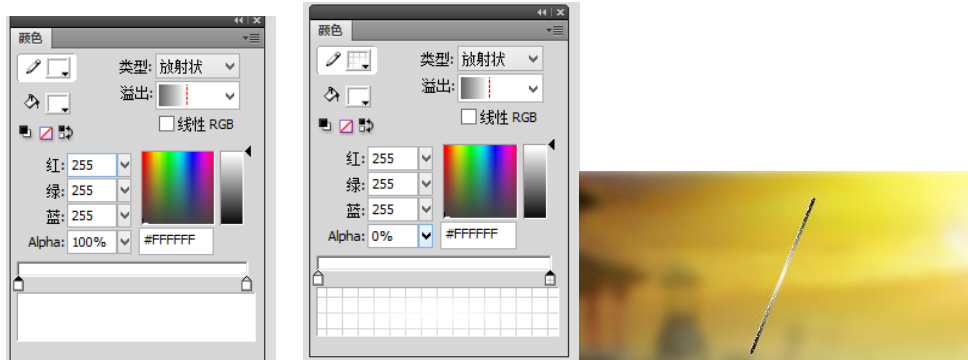 颜色
类型: 放射状
溢出:
线性 RGB
红: 255
绿: 255
蓝: 255
Alpha: 100% #FFFFFF
颜色
类型: 放射状
溢出:
线性 RGB
红: 255
绿: 255
蓝: 255
Alpha: 0% #FFFFFF